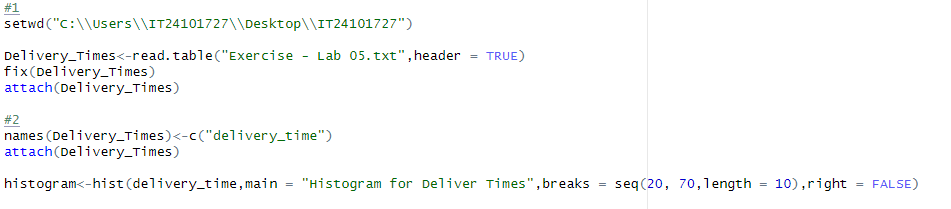 #1
setwd("C:\\Users\\IT24101727\\Desktop\\IT24101727")
Delivery_Times<-read.table("Exercise - Lab 05.txt",header = TRUE)
fix(Delivery_Times)
attach(Delivery_Times)
#2
names(Delivery_Times)<-c("delivery_time")
attach(Delivery_Times)
histogram<-hist(delivery_time,main = "Histogram for Deliver Times",breaks = seq(20, 70,length = 10),right = FALSE)